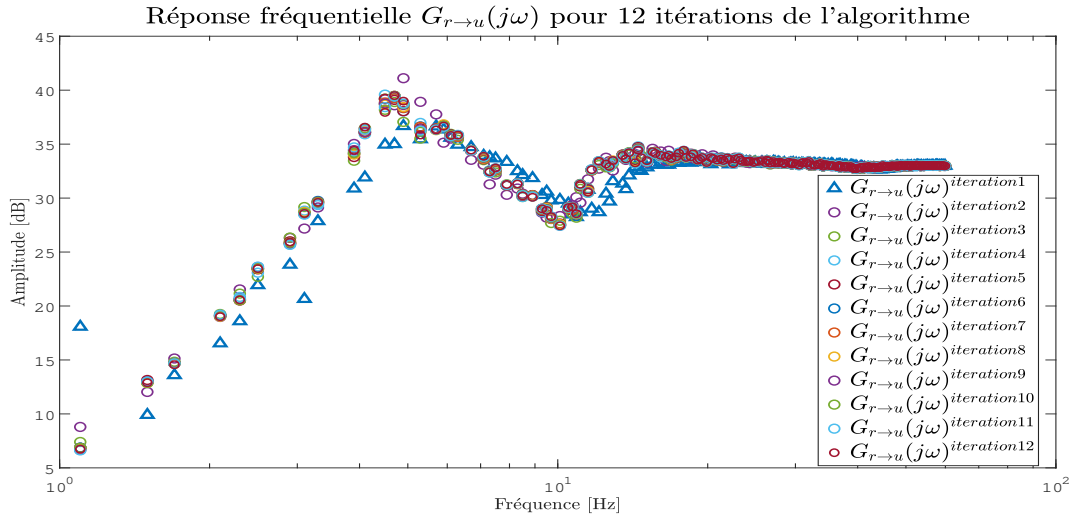 Réponse fréquentielle G_{r→u}(jω) pour 12 itérations de l'algorithme
45
40
35
30
25
20
15
10
5
Amplitude [dB]
10^0
10^1
10^2
Fréquence [Hz]
G_{r→u}(jω)^{iteration1}
G_{r→u}(jω)^{iteration2}
G_{r→u}(jω)^{iteration3}
G_{r→u}(jω)^{iteration4}
G_{r→u}(jω)^{iteration5}
G_{r→u}(jω)^{iteration6}
G_{r→u}(jω)^{iteration7}
G_{r→u}(jω)^{iteration8}
G_{r→u}(jω)^{iteration9}
G_{r→u}(jω)^{iteration10}
G_{r→u}(jω)^{iteration11}
G_{r→u}(jω)^{iteration12}